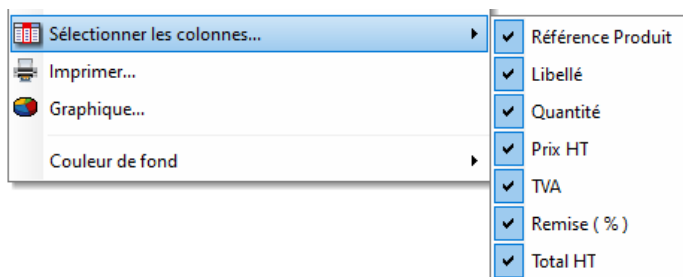 Sélectionner les colonnes...
Imprimer...
Graphique...
Couleur de fond
Référence Produit
Libellé
Quantité
Prix HT
TVA
Remise ( % )
Total HT